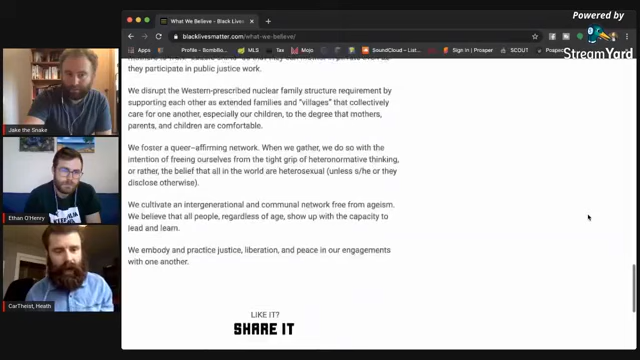 Powered by
StreamYard
What We Believe - Black Lives
blacklivesmatter.com/what-we-believe/
Apps
MLS
Tax
Mojo
SoundCloud – Listen...
Sign In | Prosper
SCOUT
they participate in public justice work.
We disrupt the Western-prescribed nuclear family structure requirement by
supporting each other as extended families and “villages” that collectively
care for one another, especially our children, to the degree that mothers,
parents, and children are comfortable.
We foster a queer-affirming network. When we gather, we do so with the
intention of freeing ourselves from the tight grip of heteronormative thinking,
or rather, the belief that all in the world are heterosexual (unless s/he or they
disclose otherwise).
We cultivate an intergenerational and communal network free from ageism.
We believe that all people, regardless of age, show up with the capacity to
lead and learn.
We embody and practice justice, liberation, and peace in our engagements
with one another.
LIKE IT?
SHARE IT
Jake the Snake
Ethan O'Henry
CarTheist, Heath